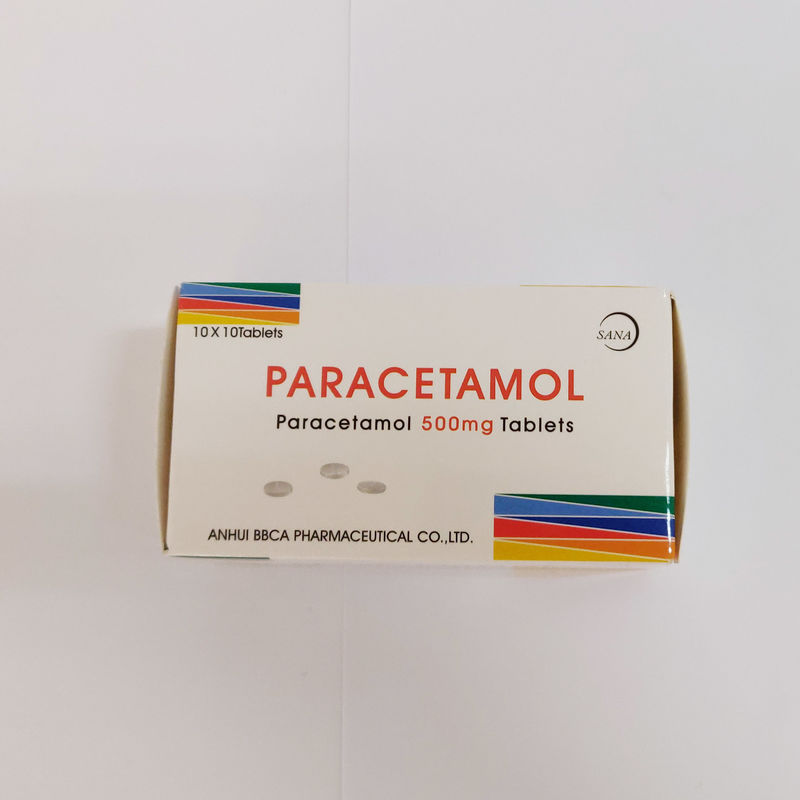 10 X 10Tablets
SANA
PARACETAMOL
Paracetamol 500mg Tablets
ANHUI BBCA PHARMACEUTICAL CO.,LTD.